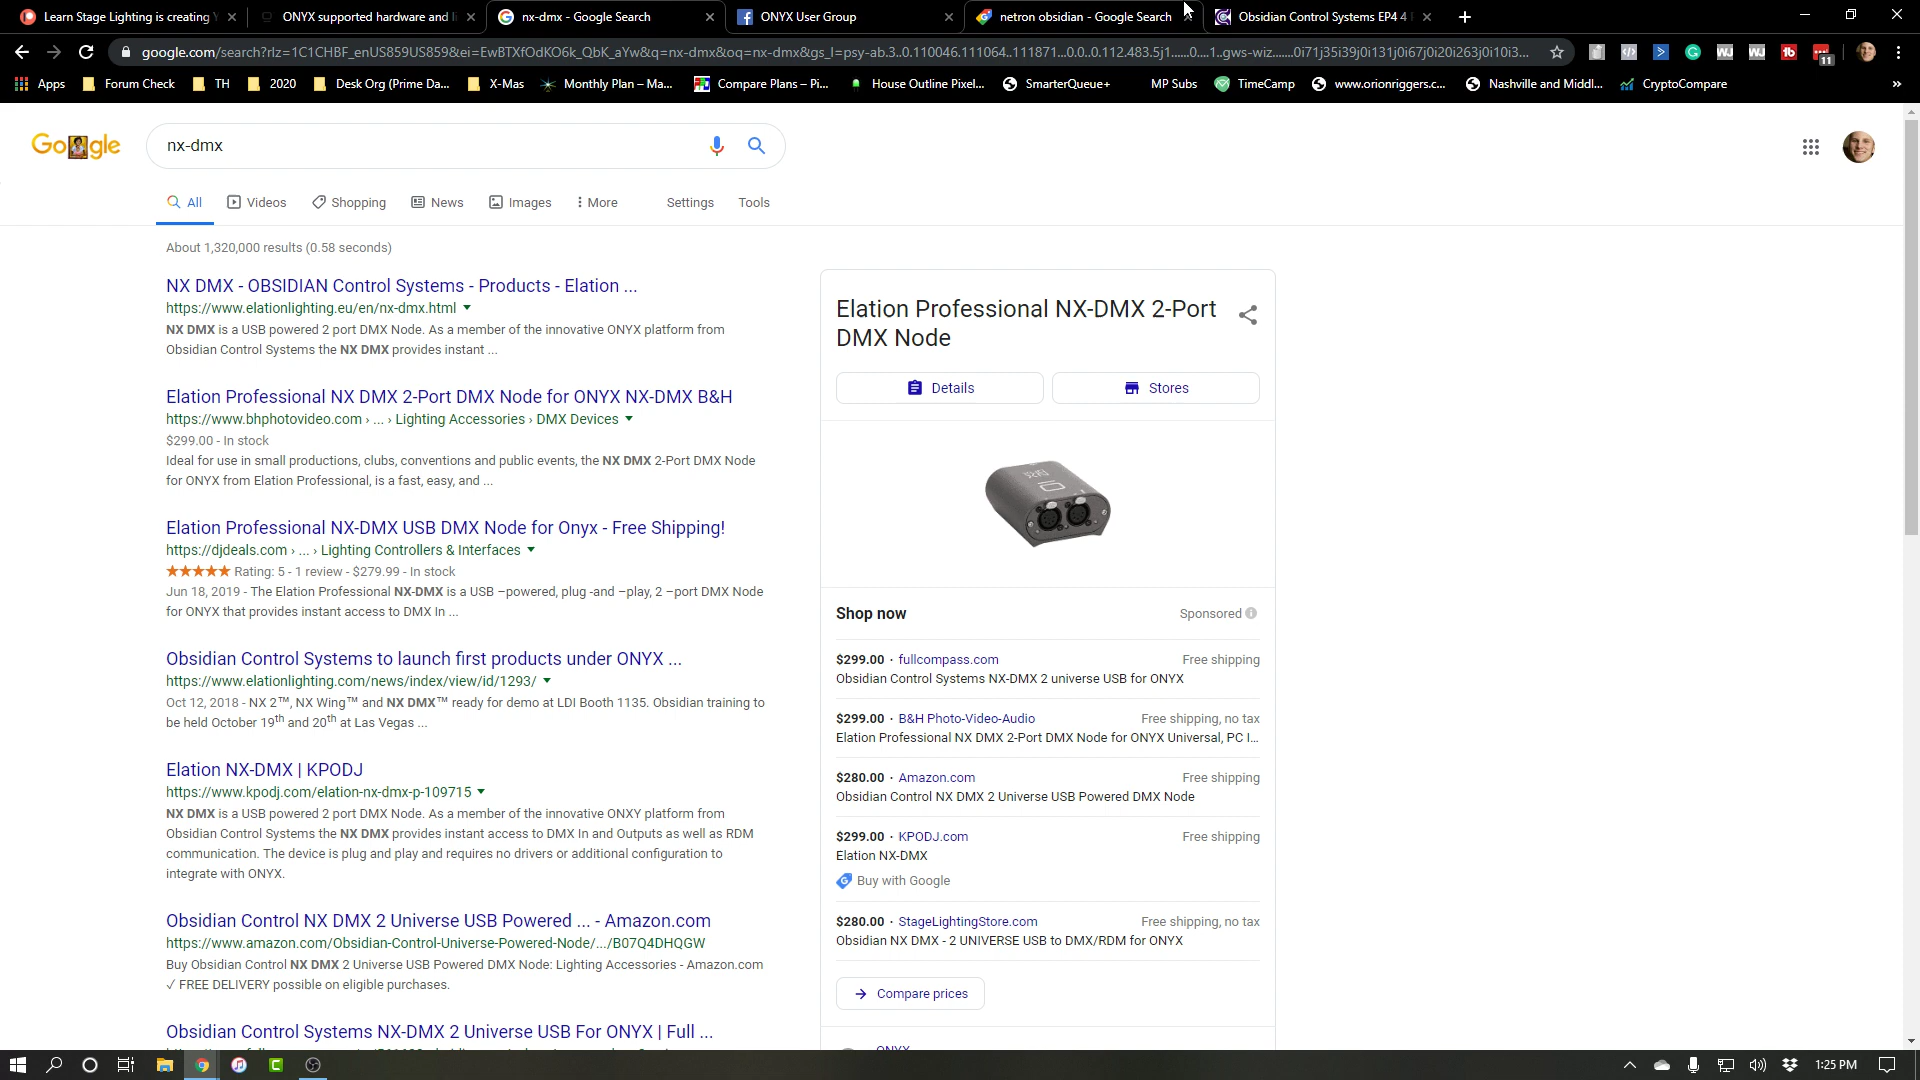 Learn Stage Lighting is creating
ONYX supported hardware and li
nx-dmx - Google Search
ONYX User Group
netron obsidian - Google Search
Obsidian Control Systems EP4 4
google.com/search?rlz=1C1CHBF_enUS859US859&ei=EwBTXfOdKO6k_QbK_aYw&q=nx-dmx&oq=nx-dmx&gs_l=psy-ab.3..0.110046.111064..111871...0.0..0.112.483.5j1......0....1..gws-wiz.......0i71j35i39j0i131j0i67j0i20i263j0i10i3...
11
Apps
Forum Check
TH
2020
Desk Org (Prime Da...
X-Mas
Monthly Plan – Ma...
Compare Plans – Pi...
House Outline Pixel...
SmarterQueue+
MP Subs
TimeCamp
www.orionriggers.c...
Nashville and Middl...
CryptoCompare
»
nx-dmx
All
Videos
Shopping
News
Images
More
Settings
Tools
About 1,320,000 results (0.58 seconds)
NX DMX - OBSIDIAN Control Systems - Products - Elation ...
https://www.elationlighting.eu/en/nx-dmx.html
NX DMX is a USB powered 2 port DMX Node. As a member of the innovative ONYX platform from
Obsidian Control Systems the NX DMX provides instant ...
Elation Professional NX DMX 2-Port DMX Node for ONYX NX-DMX B&H
https://www.bhphotovideo.com › ... › Lighting Accessories › DMX Devices
$299.00 - In stock
Ideal for use in small productions, clubs, conventions and public events, the NX DMX 2-Port DMX Node
for ONYX from Elation Professional, is a fast, easy, and ...
Elation Professional NX-DMX USB DMX Node for Onyx - Free Shipping!
https://djdeals.com › ... › Lighting Controllers & Interfaces
Rating: 5 - 1 review - $279.99 - In stock
Jun 18, 2019 - The Elation Professional NX-DMX is a USB –powered, plug -and –play, 2 –port DMX Node
for ONYX that provides instant access to DMX In ...
Obsidian Control Systems to launch first products under ONYX ...
https://www.elationlighting.com/news/index/view/id/1293/
Oct 12, 2018 - NX 2™, NX Wing™ and NX DMX™ ready for demo at LDI Booth 1135. Obsidian training to
be held October 19th and 20th at Las Vegas ...
Elation NX-DMX | KPODJ
https://www.kpodj.com/elation-nx-dmx-p-109715
NX DMX is a USB powered 2 port DMX Node. As a member of the innovative ONXY platform from
Obsidian Control Systems the NX DMX provides instant access to DMX In and Outputs as well as RDM
communication. The device is plug and play and requires no drivers or additional configuration to
integrate with ONYX.
Obsidian Control NX DMX 2 Universe USB Powered ... - Amazon.com
https://www.amazon.com/Obsidian-Control-Universe-Powered-Node/.../B07Q4DHQGW
Buy Obsidian Control NX DMX 2 Universe USB Powered DMX Node: Lighting Accessories - Amazon.com
✓ FREE DELIVERY possible on eligible purchases.
Obsidian Control Systems NX-DMX 2 Universe USB For ONYX | Full ...
Elation Professional NX-DMX 2-Port
DMX Node
Details
Stores
Shop now
Sponsored
$299.00 · fullcompass.com
Free shipping
Obsidian Control Systems NX-DMX 2 universe USB for ONYX
$299.00 · B&H Photo-Video-Audio
Free shipping, no tax
Elation Professional NX DMX 2-Port DMX Node for ONYX Universal, PC I...
$280.00 · Amazon.com
Free shipping
Obsidian Control NX DMX 2 Universe USB Powered DMX Node
$299.00 · KPODJ.com
Free shipping
Elation NX-DMX
Buy with Google
$280.00 · StageLightingStore.com
Free shipping, no tax
Obsidian NX DMX - 2 UNIVERSE USB to DMX/RDM for ONYX
Compare prices
ONYX
1:25 PM